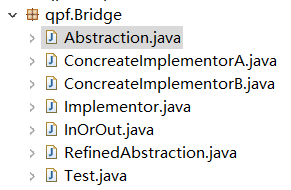 qpf.Bridge
Abstraction.java
ConcreateImplementorA.java
ConcreateImplementorB.java
Implementor.java
InOrOut.java
RefinedAbstraction.java
Test.java